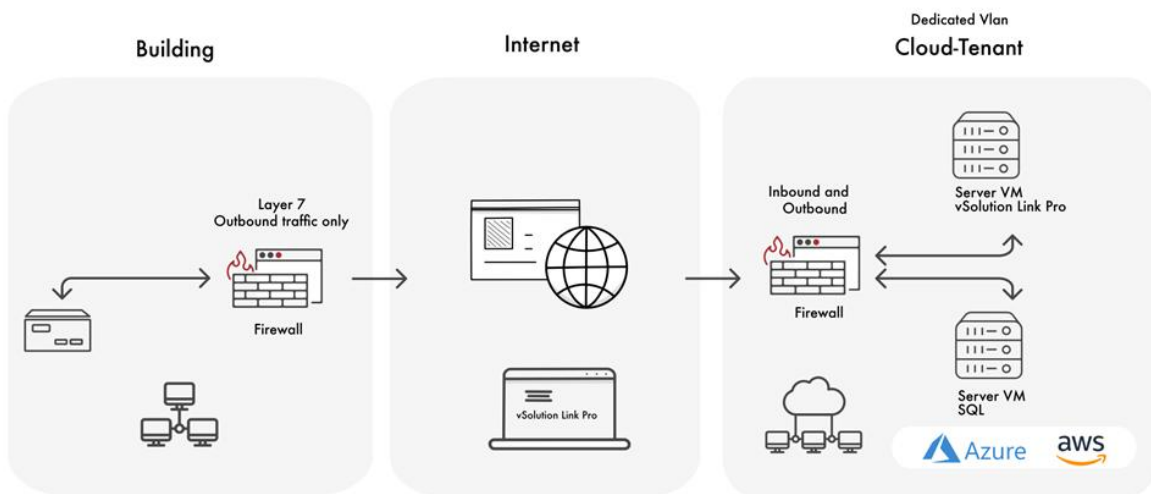 Building
Internet
Dedicated Vlan
Cloud-Tenant
Layer 7
Outbound traffic only
Firewall
vSolution Link Pro
Inbound and
Outbound
Firewall
Server VM
vSolution Link Pro
Server VM
SQL
Azure
aws